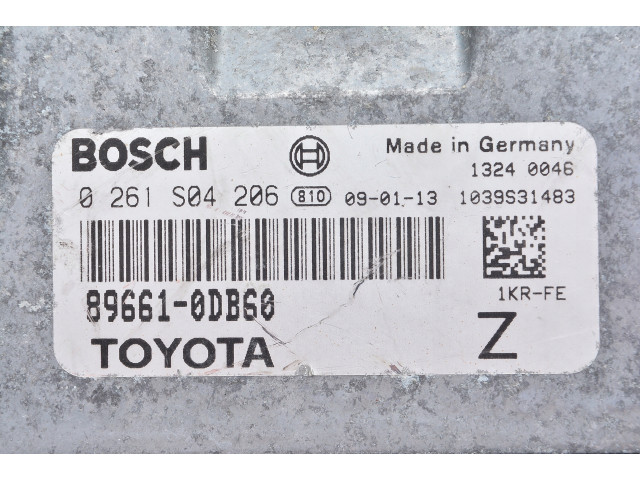 BOSCH
Made in Germany
1324 0046
0 261 S04 206 810 09-01-13 1039S31483
89661-0DB60
1KR-FE
TOYOTA
Z